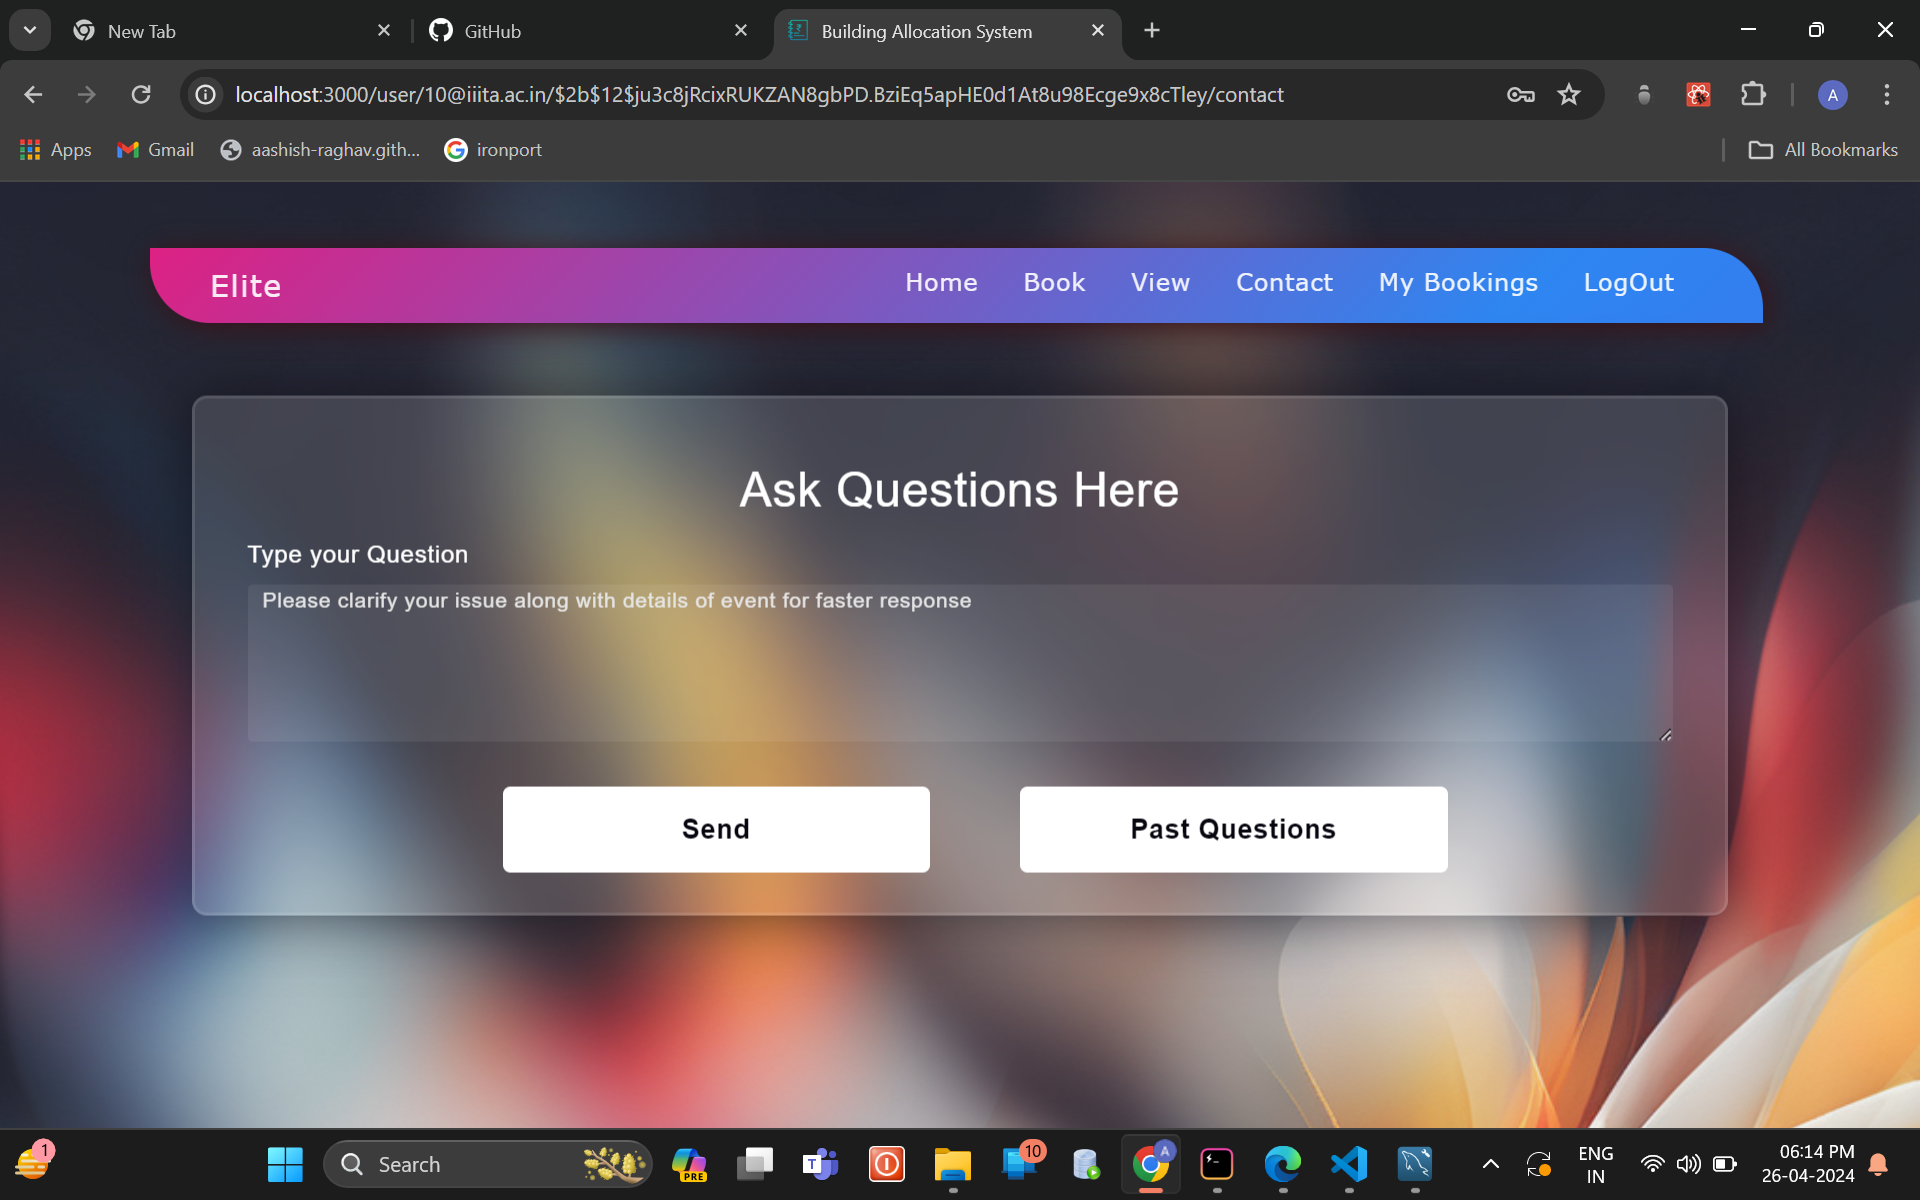 New Tab
GitHub
Building Allocation System
localhost:3000/user/10@iiita.ac.in/$2b$12$ju3c8jRcixRUKZAN8gbPD.BziEq5apHE0d1At8u98Ecge9x8cTley/contact
A
Apps
Gmail
aashish-raghav.gith...
ironport
All Bookmarks
Elite
Home Book View Contact My Bookings LogOut
Ask Questions Here
Type your Question
Please clarify your issue along with details of event for faster response
Send
Past Questions
1
Search
PRE
T
10
A
ENG
IN
06:14 PM
26-04-2024